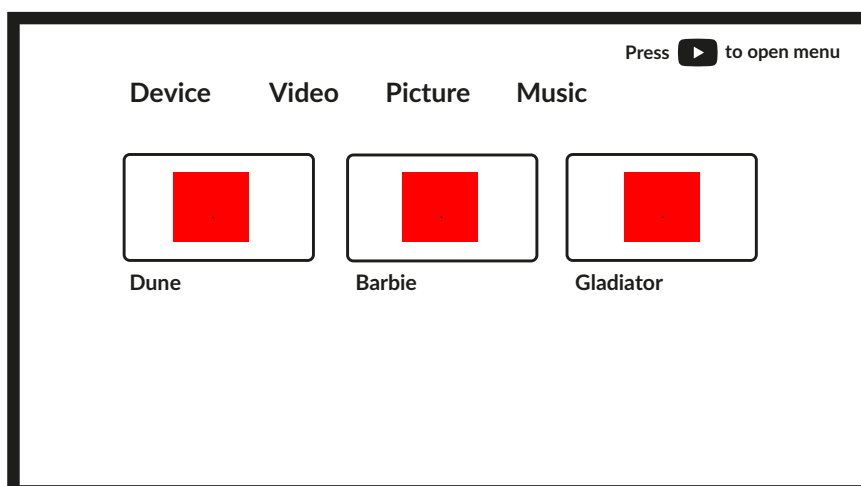 Press to open menu
Device Video Picture Music
Dune Barbie Gladiator